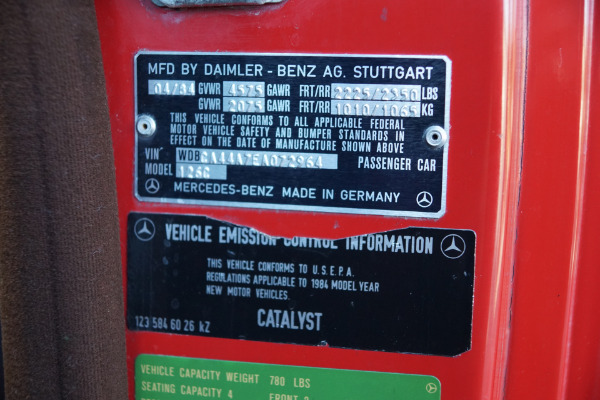 MFD BY DAIMLER - BENZ AG. STUTTGART
04/84 GVWR 4575 GAWR FRT/RR 2225/2350 LBS
GVWR 2075 GAWR FRT/RR 1010/1065 KG
THIS VEHICLE CONFORMS TO ALL APPLICABLE FEDERAL
MOTOR VEHICLE SAFETY AND BUMPER STANDARDS IN
EFFECT ON THE DATE OF MANUFACTURE SHOWN ABOVE
VIN PASSENGER CAR
MODEL
MERCEDES-BENZ MADE IN GERMANY
VEHICLE EMISSION CONTROL INFORMATION
THIS VEHICLE CONFORMS TO U.S.E.P.A.
REGULATIONS APPLICABLE TO 1984 MODEL YEAR
NEW MOTOR VEHICLES.
123 584 60 26 kZ CATALYST
VEHICLE CAPACITY WEIGHT 780 LBS
SEATING CAPACITY 4 FRONT 2